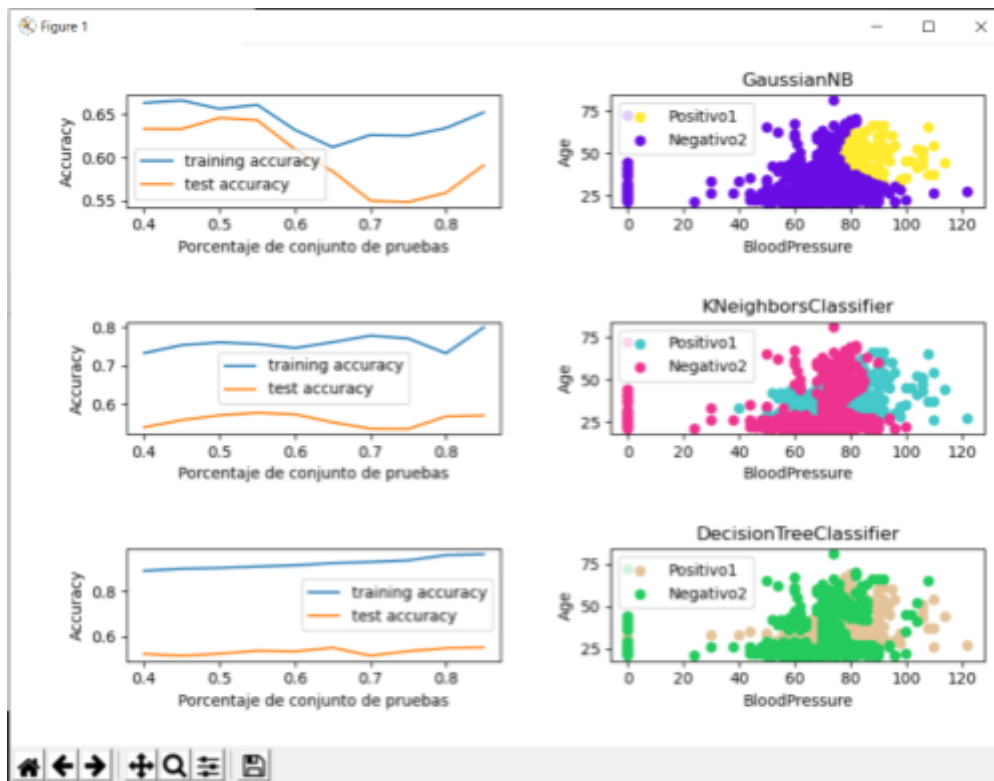 Figure 1
Accuracy
0.65
0.60
0.55
training accuracy
test accuracy
0.4 0.5 0.6 0.7 0.8
Porcentaje de conjunto de pruebas
GaussianNB
Age
75
50
25
Positivo1
Negativo2
0 20 40 60 80 100 120
BloodPressure
Accuracy
0.8
0.7
0.6
training accuracy
test accuracy
0.4 0.5 0.6 0.7 0.8
Porcentaje de conjunto de pruebas
KNeighborsClassifier
Age
75
50
25
Positivo1
Negativo2
0 20 40 60 80 100 120
BloodPressure
Accuracy
0.8
0.6
training accuracy
test accuracy
0.4 0.5 0.6 0.7 0.8
Porcentaje de conjunto de pruebas
DecisionTreeClassifier
Age
75
50
25
Positivo1
Negativo2
0 20 40 60 80 100 120
BloodPressure